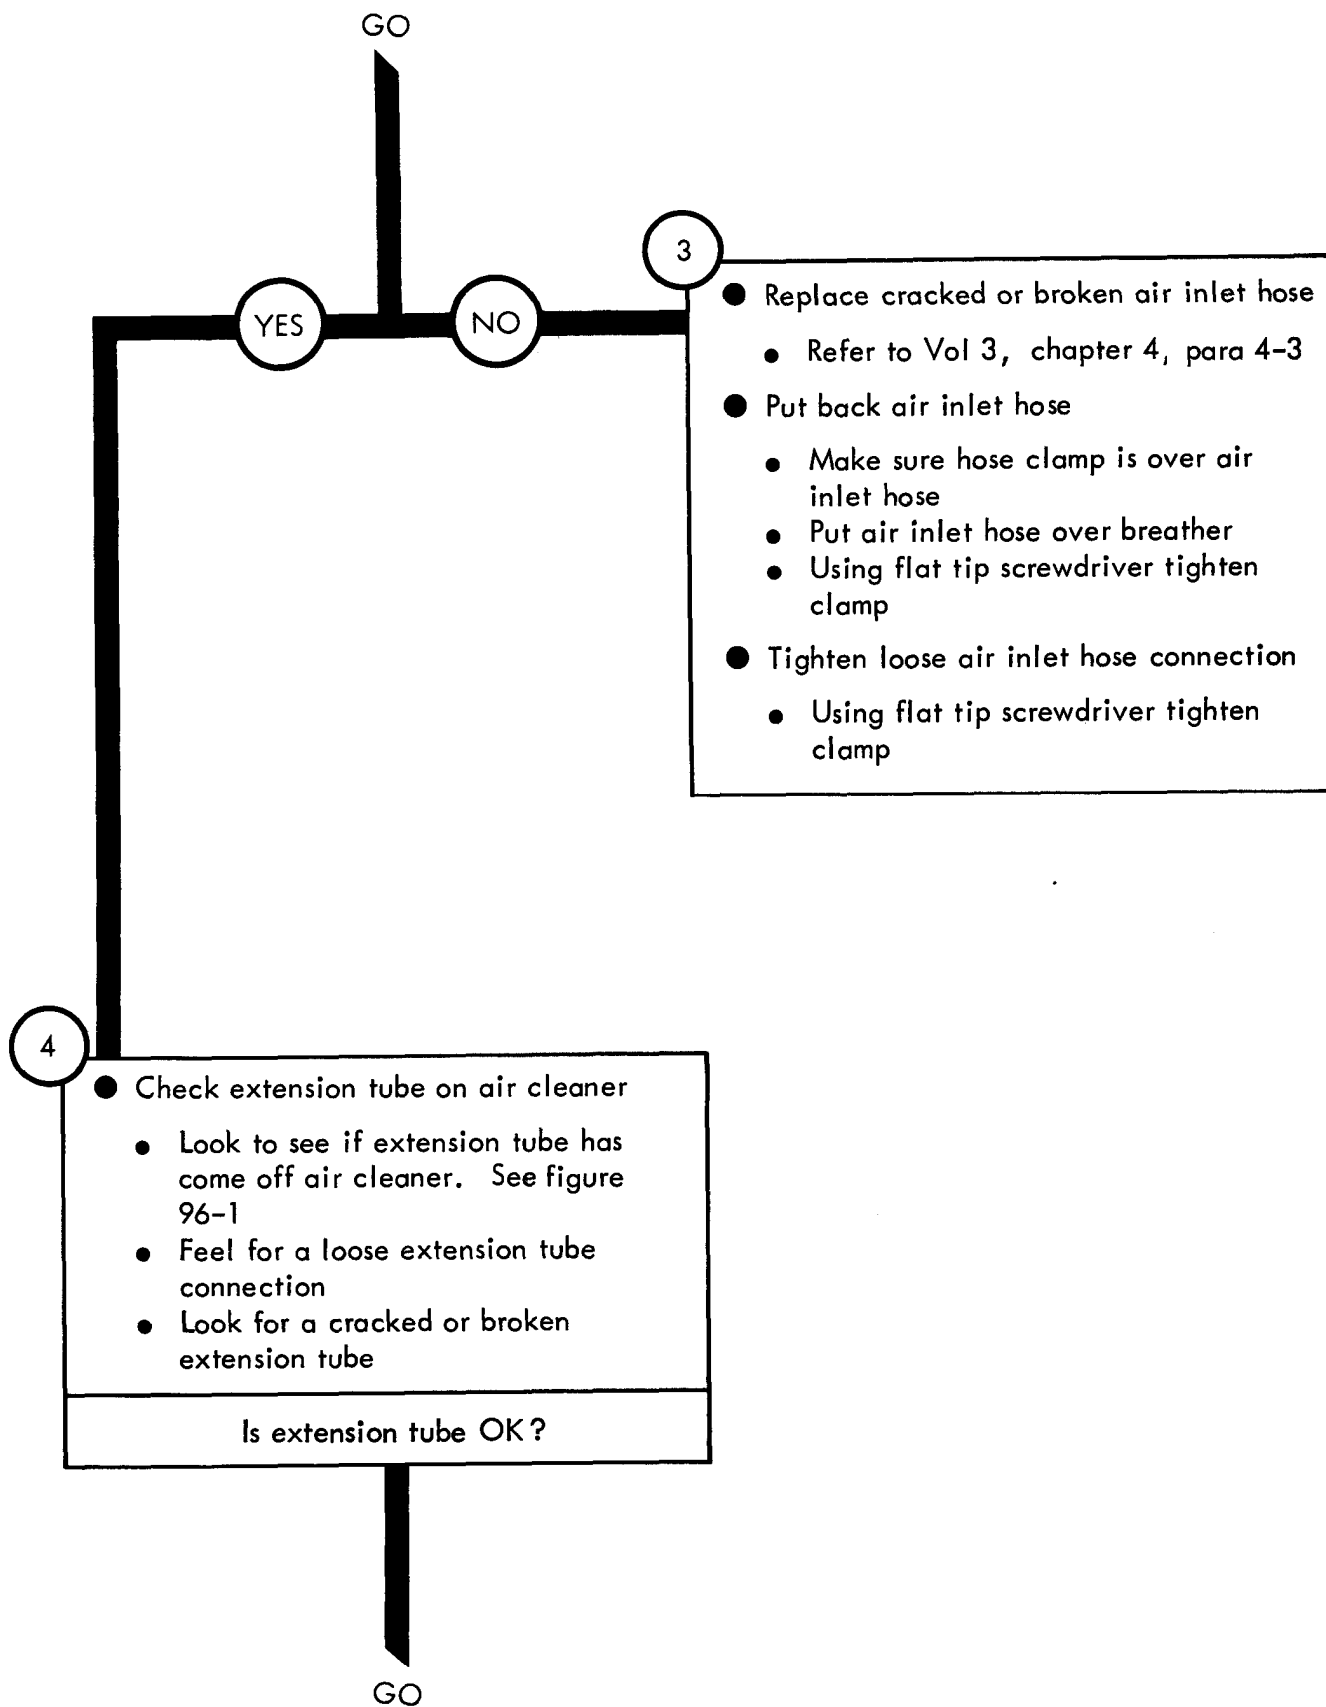 GO
YES
NO
3
● Replace cracked or broken air inlet hose
● Refer to Vol 3, chapter 4, para 4-3
● Put back air inlet hose
● Make sure hose clamp is over air
inlet hose
● Put air inlet hose over breather
● Using flat tip screwdriver tighten
clamp
● Tighten loose air inlet hose connection
● Using flat tip screwdriver tighten
clamp
4
● Check extension tube on air cleaner
● Look to see if extension tube has
come off air cleaner. See figure
96-1
● Feel for a loose extension tube
connection
● Look for a cracked or broken
extension tube
Is extension tube OK?
GO